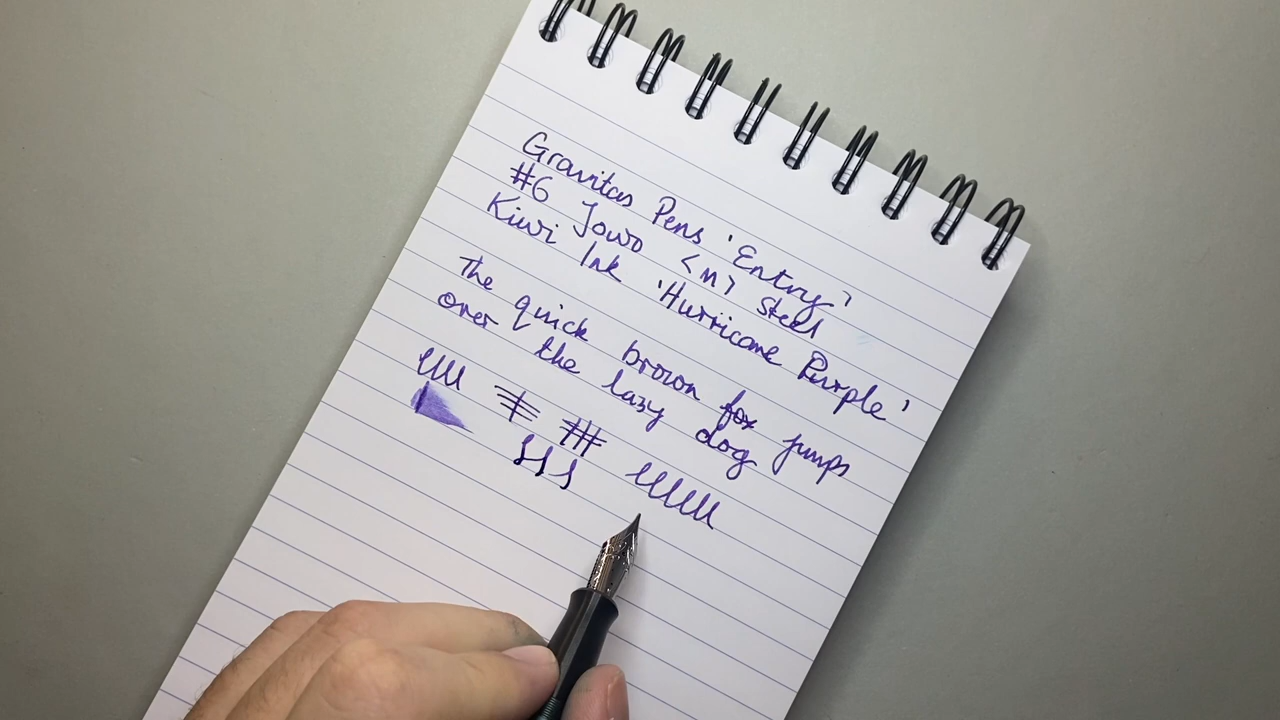 Gravitas Pens 'Entry'
#6 Jowo <M> Steel
Kiwi Ink 'Hurricane Purple'
The quick brown fox jumps
over the lazy dog